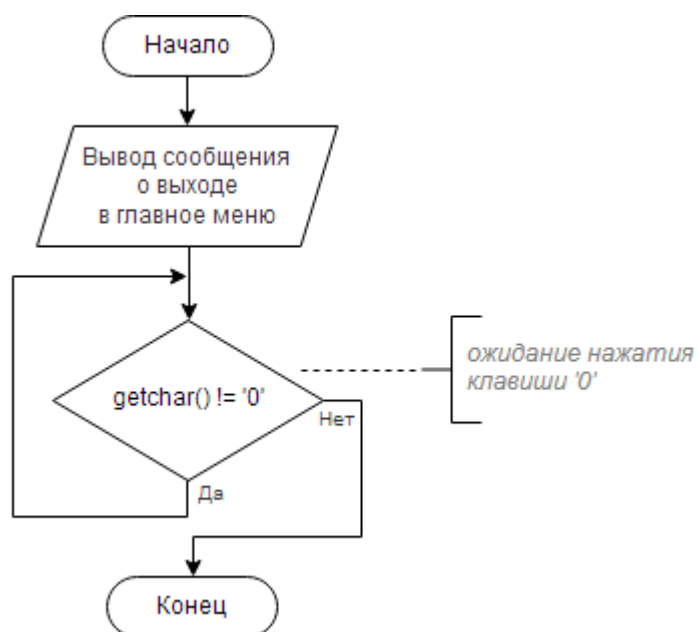 Начало
Вывод сообщения
о выходе
в главное меню
getchar() != '0'
ожидание нажатия
клавиши '0'
Нет
Да
Конец